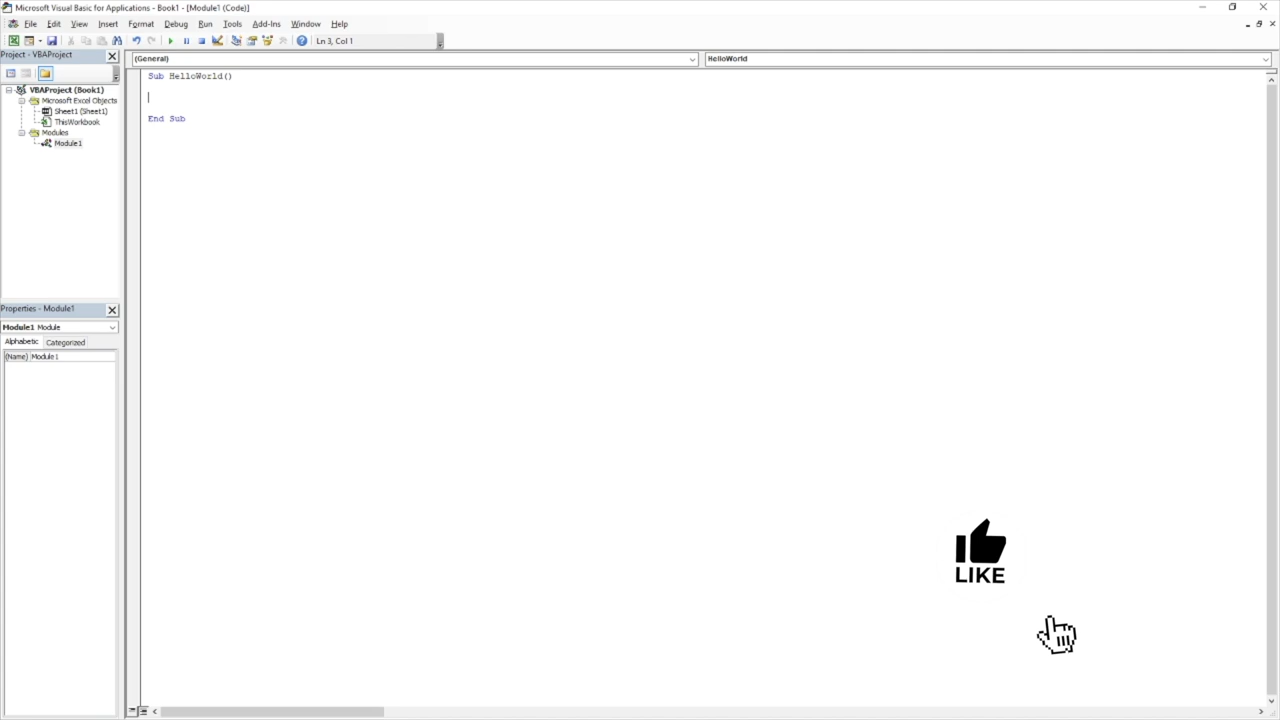 Microsoft Visual Basic for Applications - Book1 - [Module1 (Code)]
File Edit View Insert Format Debug Run Tools Add-Ins Window Help
Ln 3, Col 1
Project - VBAProject
VBAProject (Book1)
Microsoft Excel Objects
Sheet1 (Sheet1)
ThisWorkbook
Modules
Module1
(General)
HelloWorld
Sub HelloWorld()
End Sub
Properties - Module1
Module1 Module
Alphabetic Categorized
(Name) Module1
LIKE